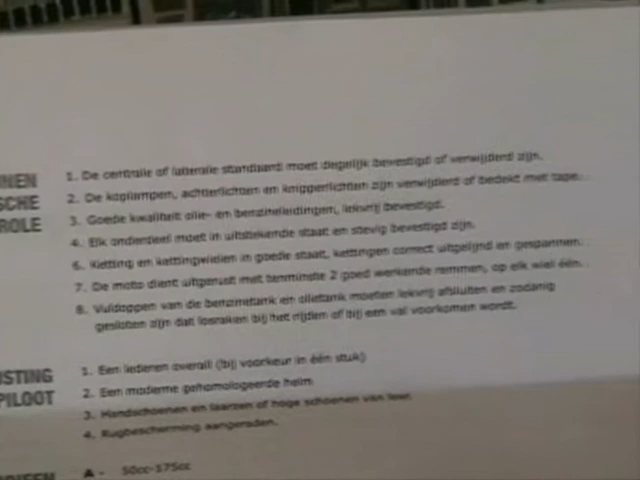 NEN
SCHE
ROLE
1. De centrale of laterale standaard moet degelijk bevestigd of verwijderd zijn.
2. De koplampen, achterlichten en knipperlichten zijn verwijderd of bedekt met tape.
3. Goede kwaliteit olie- en benzineleidingen, lekvrij bevestigd.
4. Elk onderdeel moet in uitstekende staat en stevig bevestigd zijn.
6. Ketting en kettingwielen in goede staat, kettingen correct uitgelijnd en gespannen.
7. De moto dient uitgerust met tenminste 2 goed werkende remmen, op elk wiel één.
8. Vuldoppen van de benzinetank en olietank moeten lekvrij afsluiten en zodanig
gesloten zijn dat losraken bij het rijden of bij een val voorkomen wordt.
STING
PILOOT
1. Een lederen overall (bij voorkeur in één stuk)
2. Een moderne gehomologeerde helm
3. Handschoenen en laarzen of hoge schoenen van leer.
4. Rugbescherming aangeraden.
A - 50cc-175cc